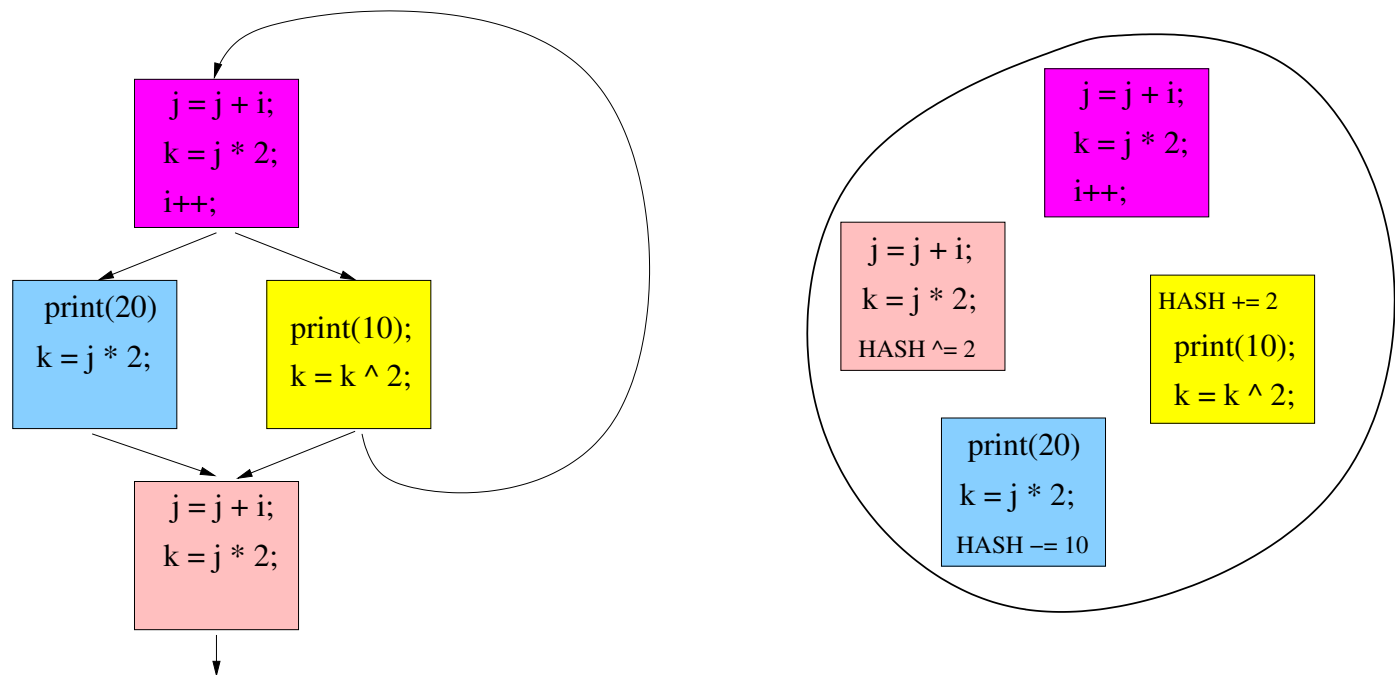 j = j + i;
k = j * 2;
i++;
print(20)
k = j * 2;
print(10);
k = k ^ 2;
j = j + i;
k = j * 2;
j = j + i;
k = j * 2;
i++;
j = j + i;
k = j * 2;
HASH ^= 2
HASH += 2
print(10);
k = k ^ 2;
print(20)
k = j * 2;
HASH −= 10